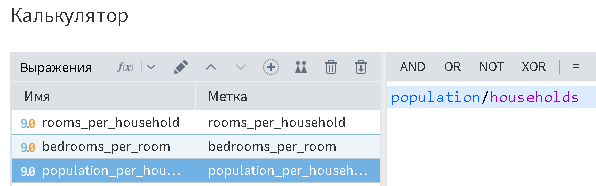 Калькулятор
Выражения f(x) AND OR NOT XOR =
Имя Метка
population/households
9.0 rooms_per_household rooms_per_household
9.0 bedrooms_per_room bedrooms_per_room
9.0 population_per_hou... population_per_househ...